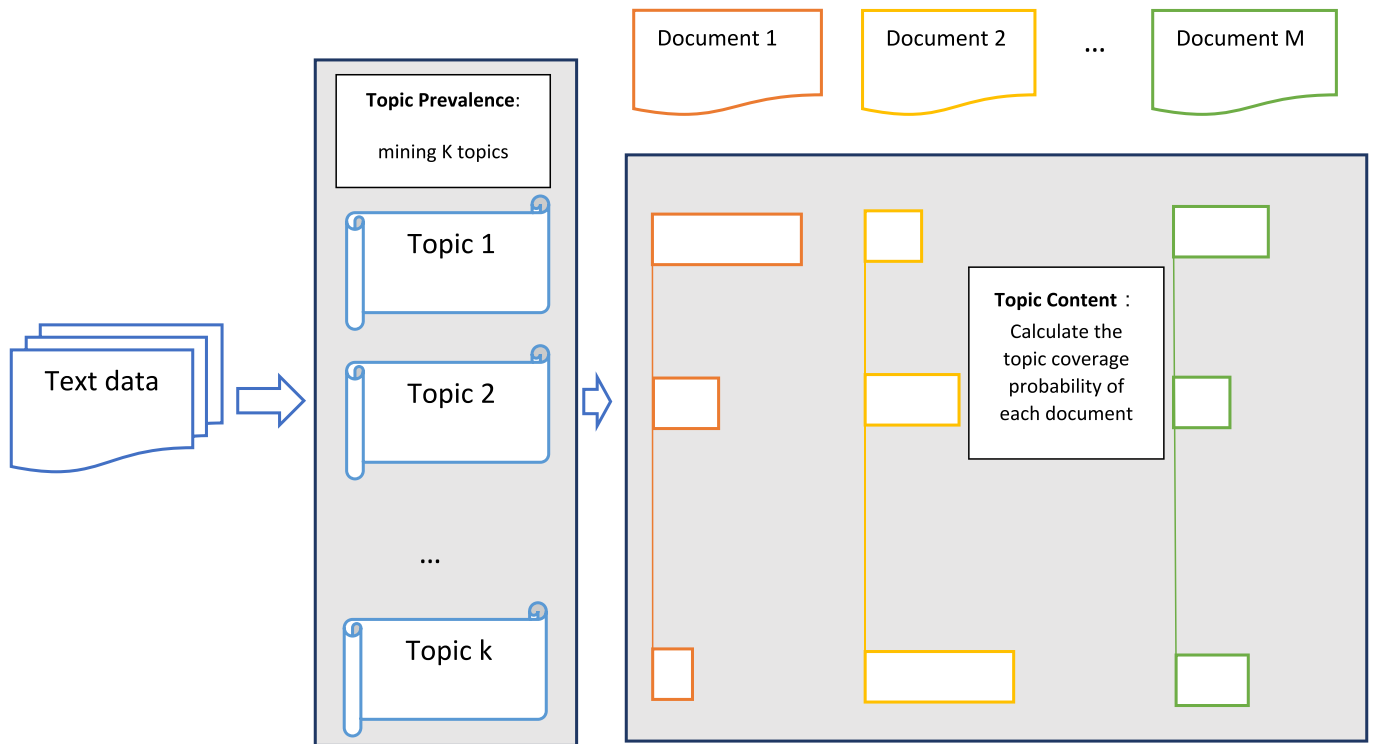 Text data
Topic Prevalence:
mining K topics
Topic 1
Topic 2
...
Topic k
Document 1
Document 2
...
Document M
Topic Content :
Calculate the
topic coverage
probability of
each document